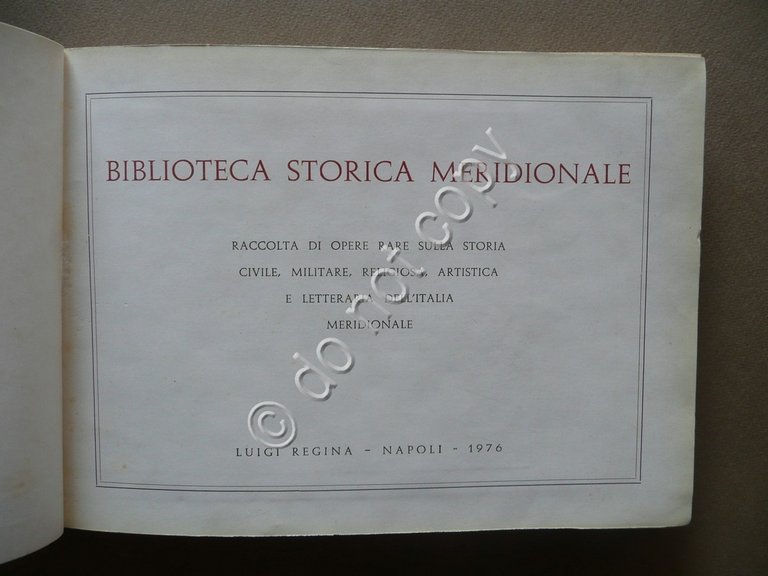 BIBLIOTECA STORICA MERIDIONALE
RACCOLTA DI OPERE RARE SULLA STORIA
CIVILE, MILITARE, RELIGIOSA, ARTISTICA
E LETTERARIA DELL'ITALIA
MERIDIONALE
© do not copy
LUIGI REGINA – NAPOLI - 1976